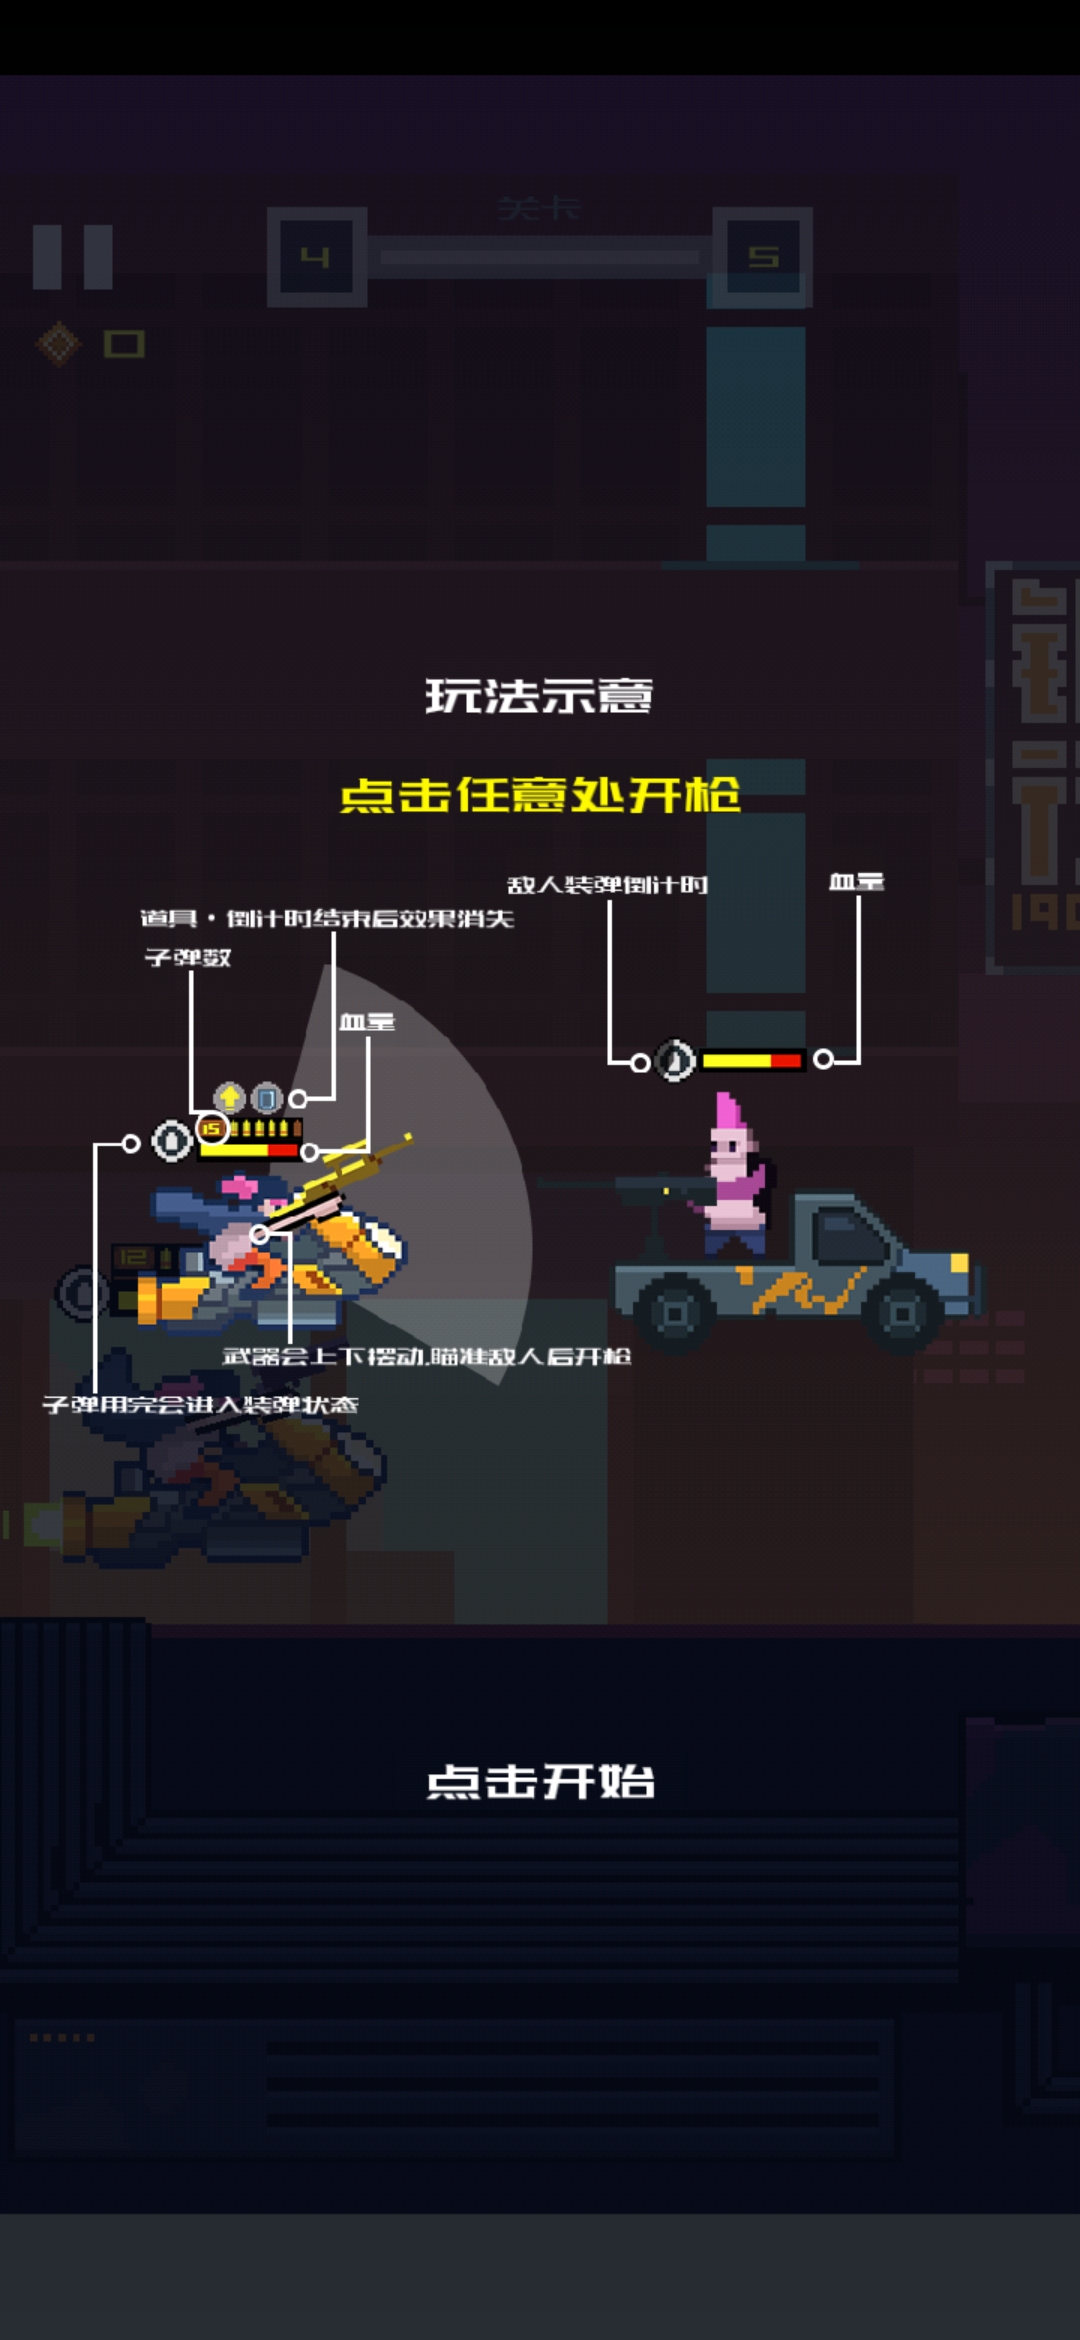 关卡
4
5
0
玩法示意
点击任意处开枪
敌人装弹倒计时
血量
道具·倒计时结束后效果消失
子弹数
血量
15
12
武器会上下摆动,瞄准敌人后开枪
子弹用完会进入装弹状态
点击开始